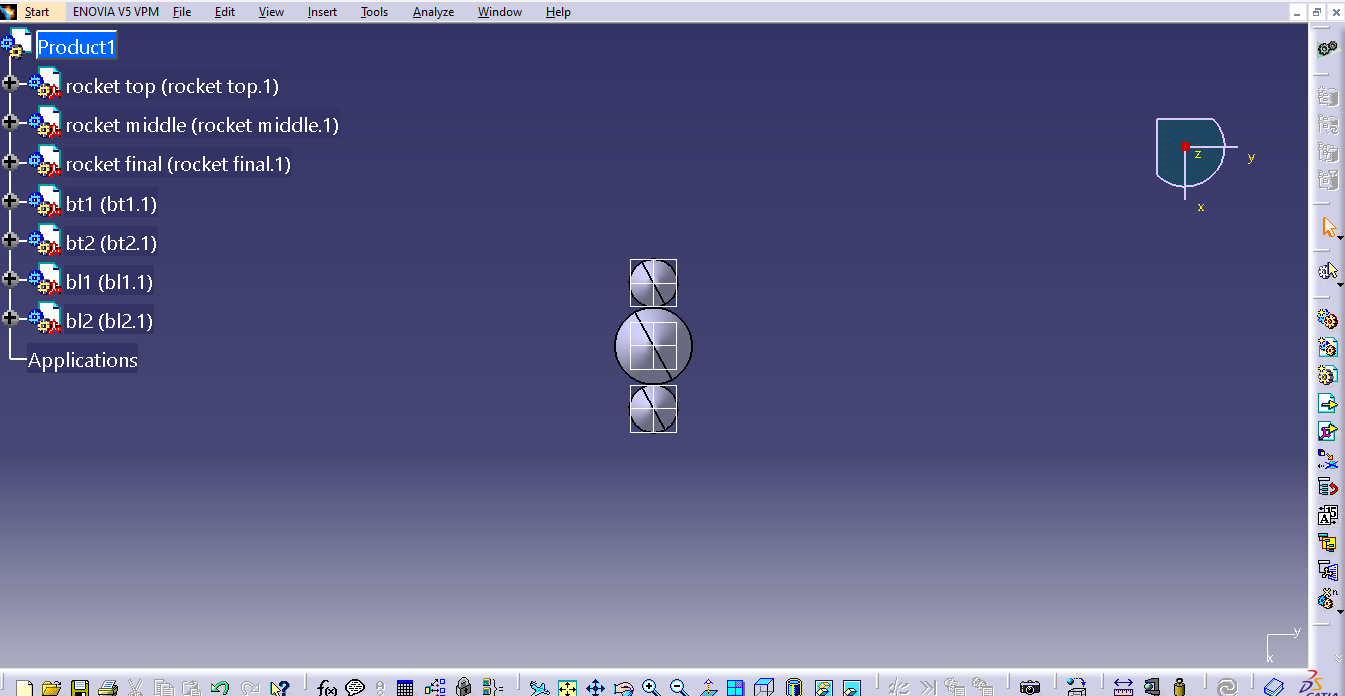 Start ENOVIA V5 VPM File Edit View Insert Tools Analyze Window Help
Product1
rocket top (rocket top.1)
rocket middle (rocket middle.1)
rocket final (rocket final.1)
bt1 (bt1.1)
bt2 (bt2.1)
bl1 (bl1.1)
bl2 (bl2.1)
Applications
z
y
x
y
x
f(x)